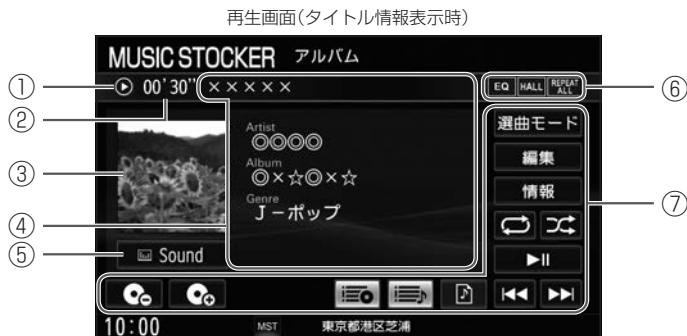 再生画面(タイトル情報表示時)
MUSIC STOCKER アルバム
① 00'30" ×××××
EQ HALL REPEAT ALL ⑥
②
選曲モード
Artist
◎◎◎◎
編集
③
Album
◎×☆◎×☆
情報
⑦
④
Genre
J-ポップ
⑤ Sound
10:00 MST 東京都港区芝浦